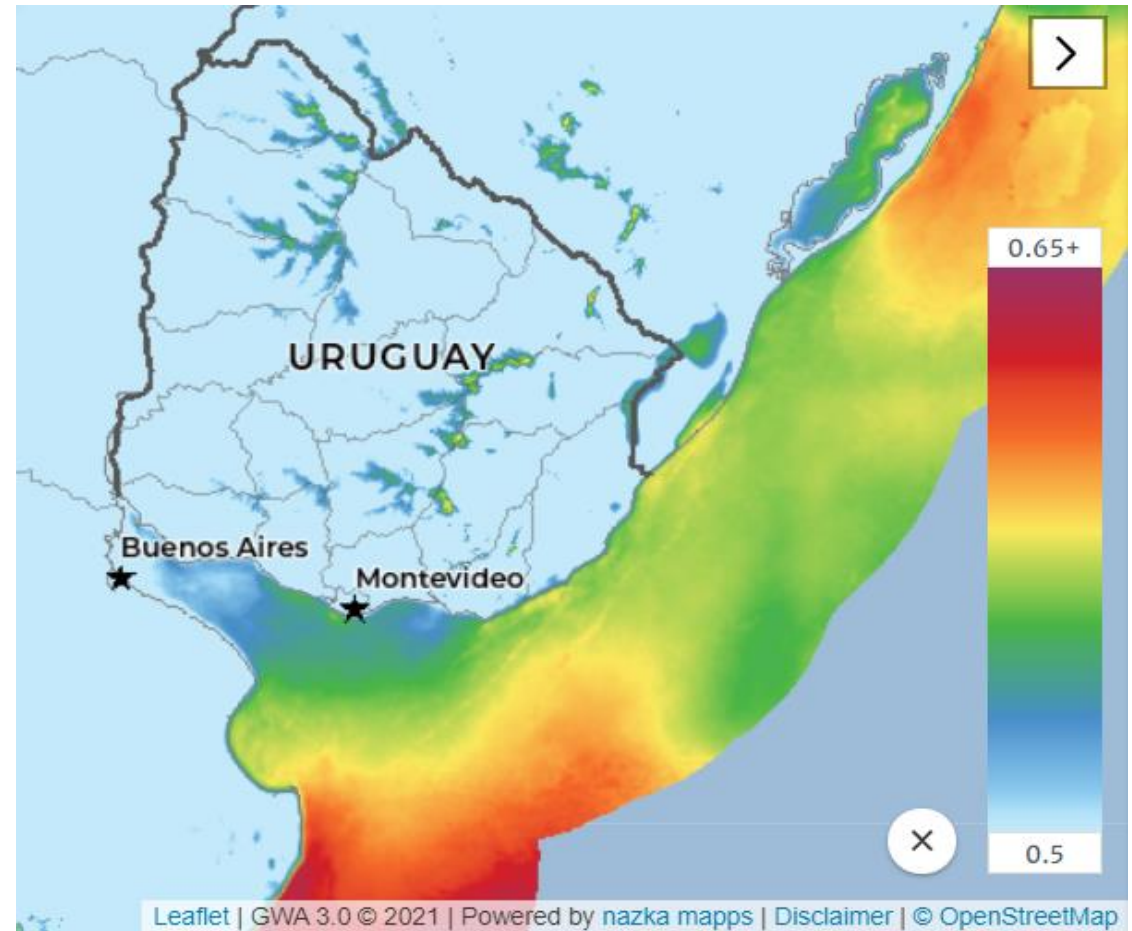 0.65+
URUGUAY
Buenos Aires
Montevideo
0.5
Leaflet | GWA 3.0 © 2021 | Powered by nazka mapps | Disclaimer | © OpenStreetMap